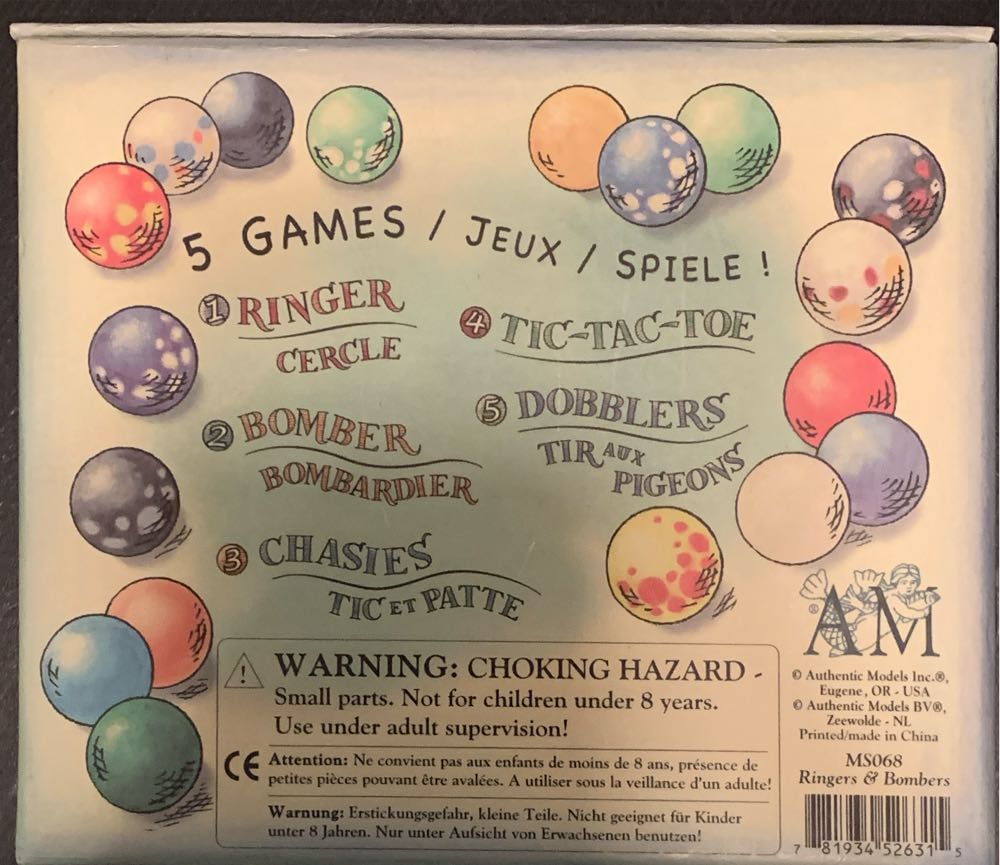 5 GAMES / JEUX / SPIELE !
1 RINGER
CERCLE
2 BOMBER
BOMBARDIER
3 CHASIES
TIC ET PATTE
4 TIC-TAC-TOE
5 DOBBLERS
TIR AUX
PIGEONS
WARNING: CHOKING HAZARD -
Small parts. Not for children under 8 years.
Use under adult supervision!
CE Attention: Ne convient pas aux enfants de moins de 8 ans, présence de
petites pièces pouvant être avalées. A utiliser sous la veillance d'un adulte!
Warnung: Erstickungsgefahr, kleine Teile. Nicht geeignet für Kinder
unter 8 Jahren. Nur unter Aufsicht von Erwachsenen benutzen!
® AM
© Authentic Models Inc.®,
Eugene, OR - USA
© Authentic Models BV®,
Zeewolde - NL
Printed/made in China
MS068
Ringers & Bombers
7 81934 52631 5